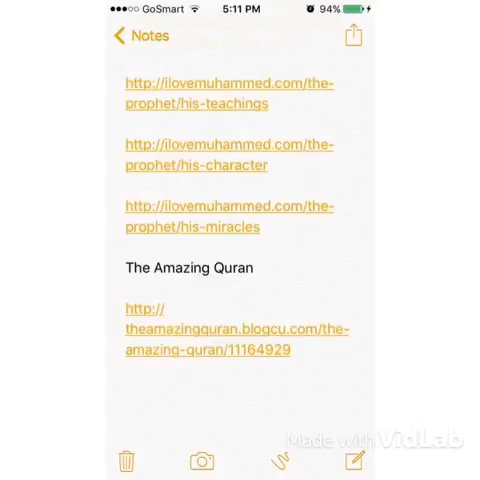 GoSmart 5:11 PM 94%
Notes
http://ilovemuhammed.com/the-
prophet/his-teachings
http://ilovemuhammed.com/the-
prophet/his-character
http://ilovemuhammed.com/the-
prophet/his-miracles
The Amazing Quran
http://
theamazingquran.blogcu.com/the-
amazing-quran/11164929
Made with VidLab